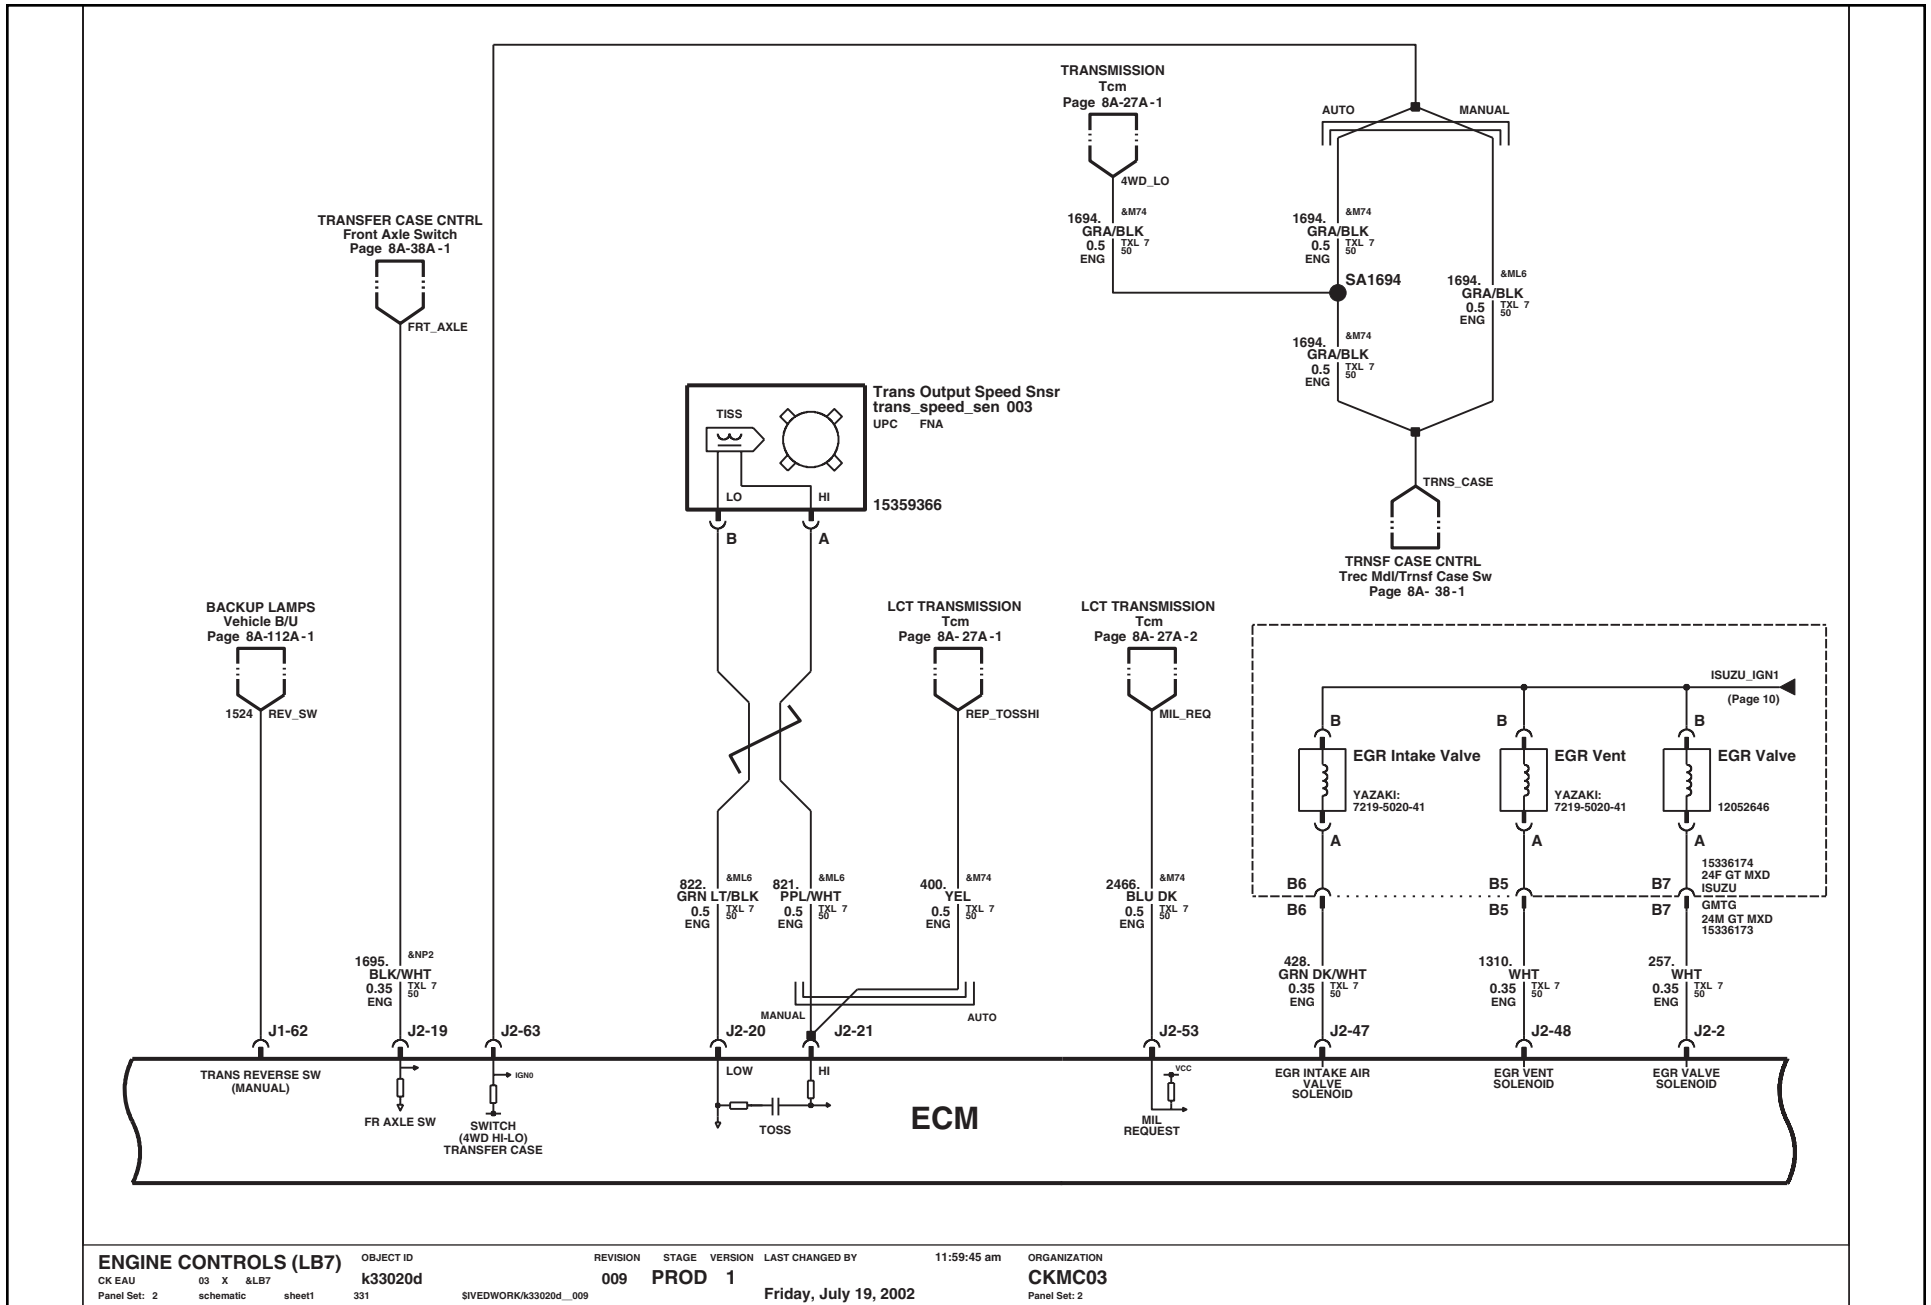 TRANSMISSION
Tcm
Page 8A-27A-1
4WD_LO
AUTO
MANUAL
1694.
&M74
GRA/BLK
0.5
TXL 7
50
ENG
1694.
&M74
GRA/BLK
0.5
TXL 7
50
ENG
SA1694
1694.
&ML6
GRA/BLK
0.5
TXL 7
50
ENG
1694.
&M74
GRA/BLK
0.5
TXL 7
50
ENG
TRNS_CASE
TRNSF CASE CNTRL
Trec Mdl/Trnsf Case Sw
Page 8A- 38-1
TRANSFER CASE CNTRL
Front Axle Switch
Page 8A-38A-1
FRT_AXLE
Trans Output Speed Snsr
trans_speed_sen 003
UPC FNA
TISS
LO
HI
15359366
B
A
BACKUP LAMPS
Vehicle B/U
Page 8A-112A-1
1524
REV_SW
LCT TRANSMISSION
Tcm
Page 8A- 27A-1
REP_TOSSHI
LCT TRANSMISSION
Tcm
Page 8A- 27A-2
MIL_REQ
ISUZU_IGN1
(Page 10)
B
B
B
EGR Intake Valve
EGR Vent
EGR Valve
YAZAKI:
7219-5020-41
YAZAKI:
7219-5020-41
12052646
A
A
A
15336174
24F GT MXD
ISUZU
B6
B5
B7
B6
B5
B7
GMTG
24M GT MXD
15336173
822.
&ML6
GRN LT/BLK
0.5
TXL 7
50
ENG
821.
&ML6
PPL/WHT
0.5
TXL 7
50
ENG
400.
&M74
YEL
0.5
TXL 7
50
ENG
2466.
&M74
BLU DK
0.5
TXL 7
50
ENG
1695.
&NP2
BLK/WHT
0.35
TXL 7
50
ENG
428.
GRN DK/WHT
0.35
TXL 7
50
ENG
1310.
WHT
0.35
TXL 7
50
ENG
257.
WHT
0.35
TXL 7
50
ENG
MANUAL
AUTO
J1-62
J2-19
J2-63
J2-20
J2-21
J2-53
J2-47
J2-48
J2-2
TRANS REVERSE SW
(MANUAL)
FR AXLE SW
IGN0
SWITCH
(4WD HI-LO)
TRANSFER CASE
LOW
HI
TOSS
ECM
VCC
MIL
REQUEST
EGR INTAKE AIR
VALVE
SOLENOID
EGR VENT
SOLENOID
EGR VALVE
SOLENOID
ENGINE CONTROLS (LB7)
CK EAU 03 X &LB7
Panel Set: 2 schematic sheet1 331
OBJECT ID
k33020d
$IVEDWORK/k33020d__009
REVISION
009
STAGE
PROD
VERSION
1
LAST CHANGED BY
11:59:45 am
Friday, July 19, 2002
ORGANIZATION
CKMC03
Panel Set: 2